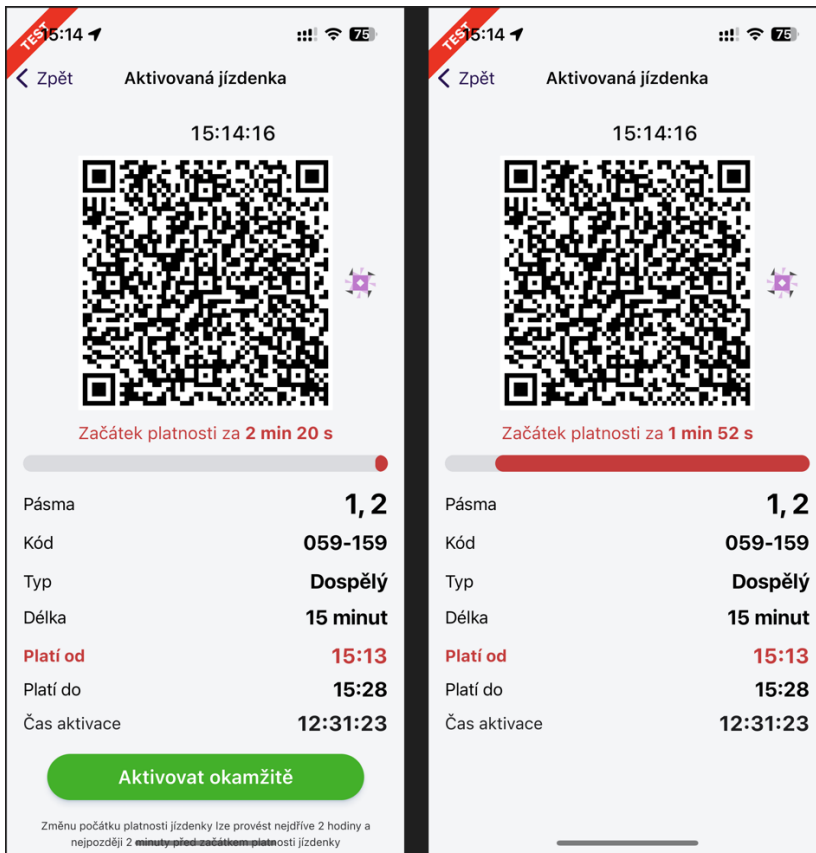 TEST
15:14
75
Zpět
Aktivovaná jízdenka
15:14:16
Začátek platnosti za 2 min 20 s
Pásma
1, 2
Kód
059-159
Typ
Dospělý
Délka
15 minut
Platí od
15:13
Platí do
15:28
Čas aktivace
12:31:23
Aktivovat okamžitě
Změnu počátku platnosti jízdenky lze provést nejdříve 2 hodiny a
nejpozději 2 minuty před začátkem platnosti jízdenky
TEST
15:14
75
Zpět
Aktivovaná jízdenka
15:14:16
Začátek platnosti za 1 min 52 s
Pásma
1, 2
Kód
059-159
Typ
Dospělý
Délka
15 minut
Platí od
15:13
Platí do
15:28
Čas aktivace
12:31:23